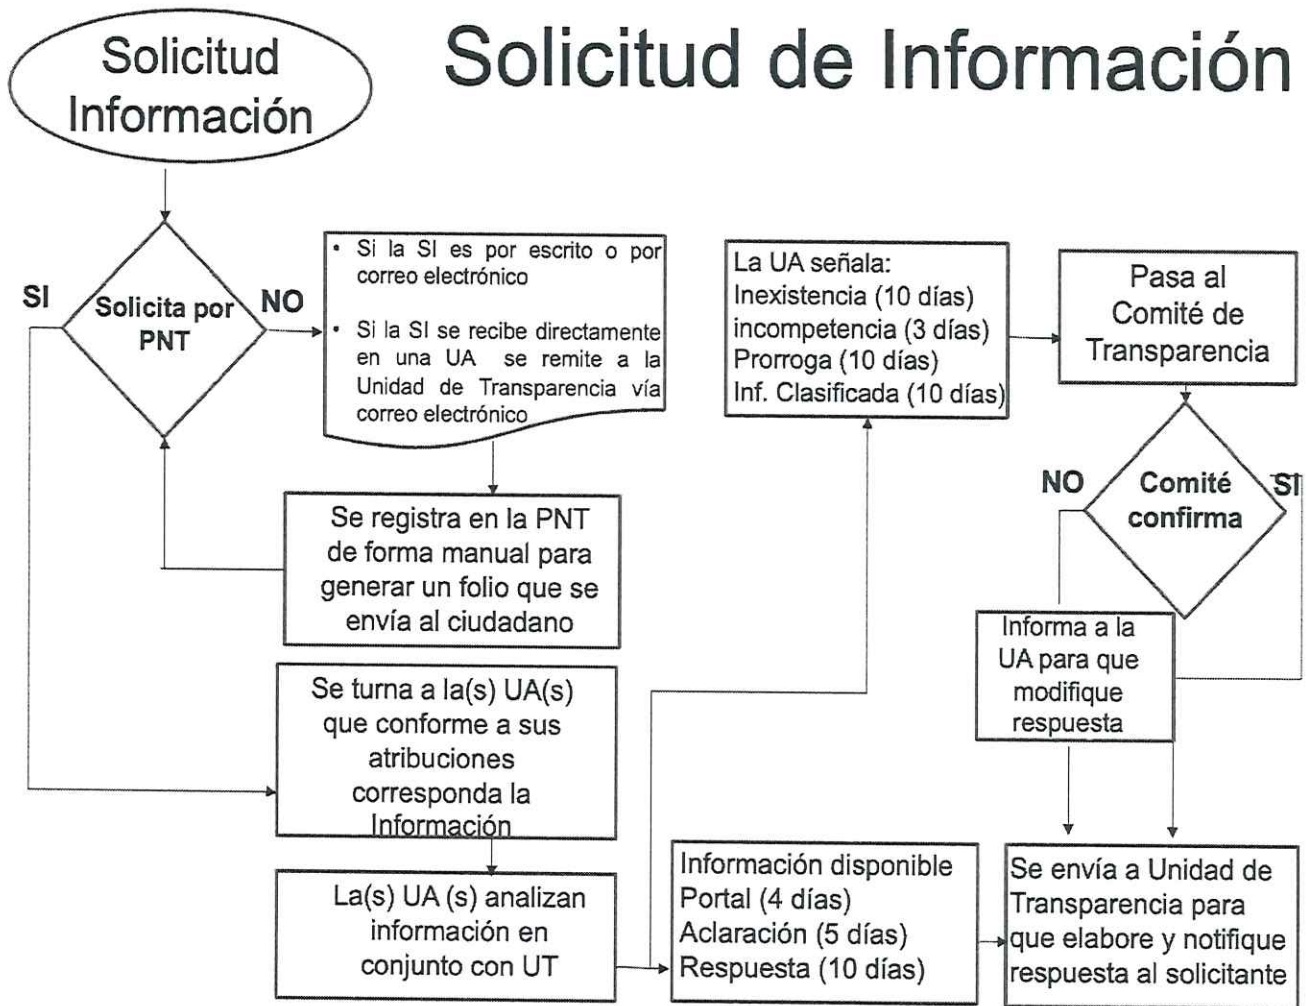 Solicitud de Información
Solicitud
Información
SI
Solicita por
PNT
NO
• Si la SI es por escrito o por
correo electrónico
• Si la SI se recibe directamente
en una UA se remite a la
Unidad de Transparencia vía
correo electrónico
Se registra en la PNT
de forma manual para
generar un folio que se
envía al ciudadano
Se turna a la(s) UA(s)
que conforme a sus
atribuciones
corresponda la
Información
La(s) UA (s) analizan
información en
conjunto con UT
La UA señala:
Inexistencia (10 días)
incompetencia (3 días)
Prorroga (10 días)
Inf. Clasificada (10 días)
Pasa al
Comité de
Transparencia
NO
Comité
confirma
SI
Informa a la
UA para que
modifique
respuesta
Información disponible
Portal (4 días)
Aclaración (5 días)
Respuesta (10 días)
Se envía a Unidad de
Transparencia para
que elabore y notifique
respuesta al solicitante